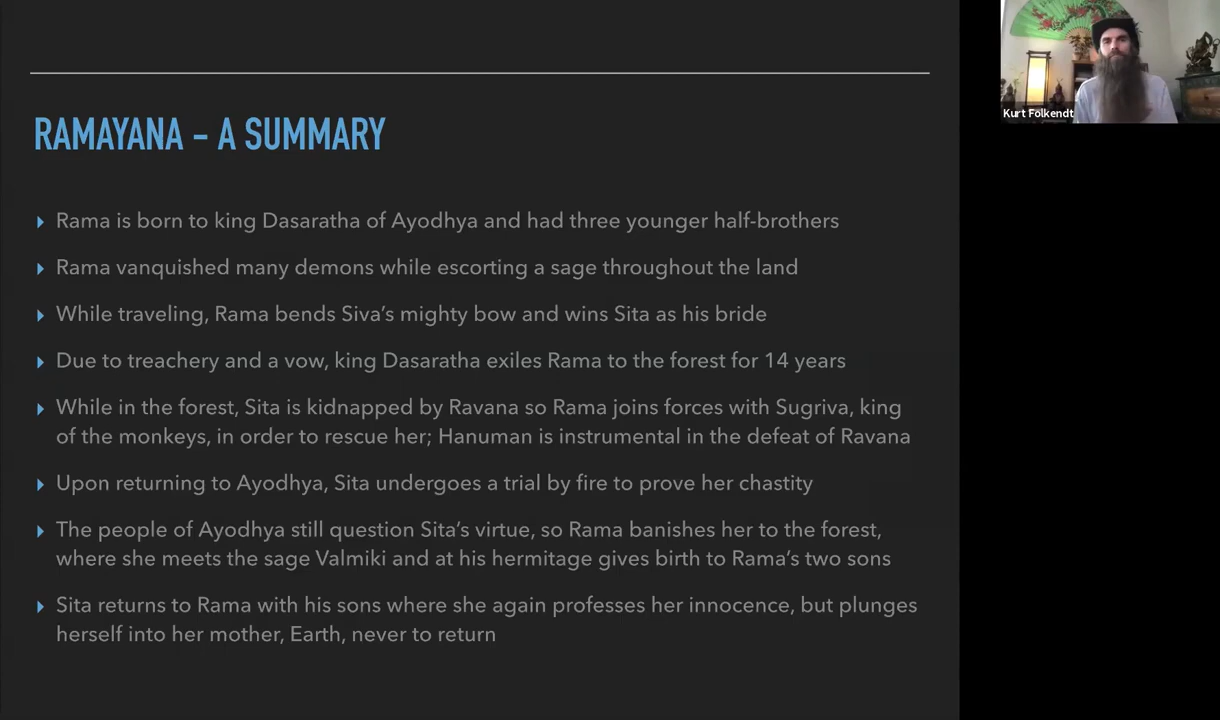 RAMAYANA – A SUMMARY
Rama is born to king Dasaratha of Ayodhya and had three younger half-brothers
Rama vanquished many demons while escorting a sage throughout the land
While traveling, Rama bends Siva's mighty bow and wins Sita as his bride
Due to treachery and a vow, king Dasaratha exiles Rama to the forest for 14 years
While in the forest, Sita is kidnapped by Ravana so Rama joins forces with Sugriva, king
of the monkeys, in order to rescue her; Hanuman is instrumental in the defeat of Ravana
Upon returning to Ayodhya, Sita undergoes a trial by fire to prove her chastity
The people of Ayodhya still question Sita's virtue, so Rama banishes her to the forest,
where she meets the sage Valmiki and at his hermitage gives birth to Rama's two sons
Sita returns to Rama with his sons where she again professes her innocence, but plunges
herself into her mother, Earth, never to return
Kurt Folkendt